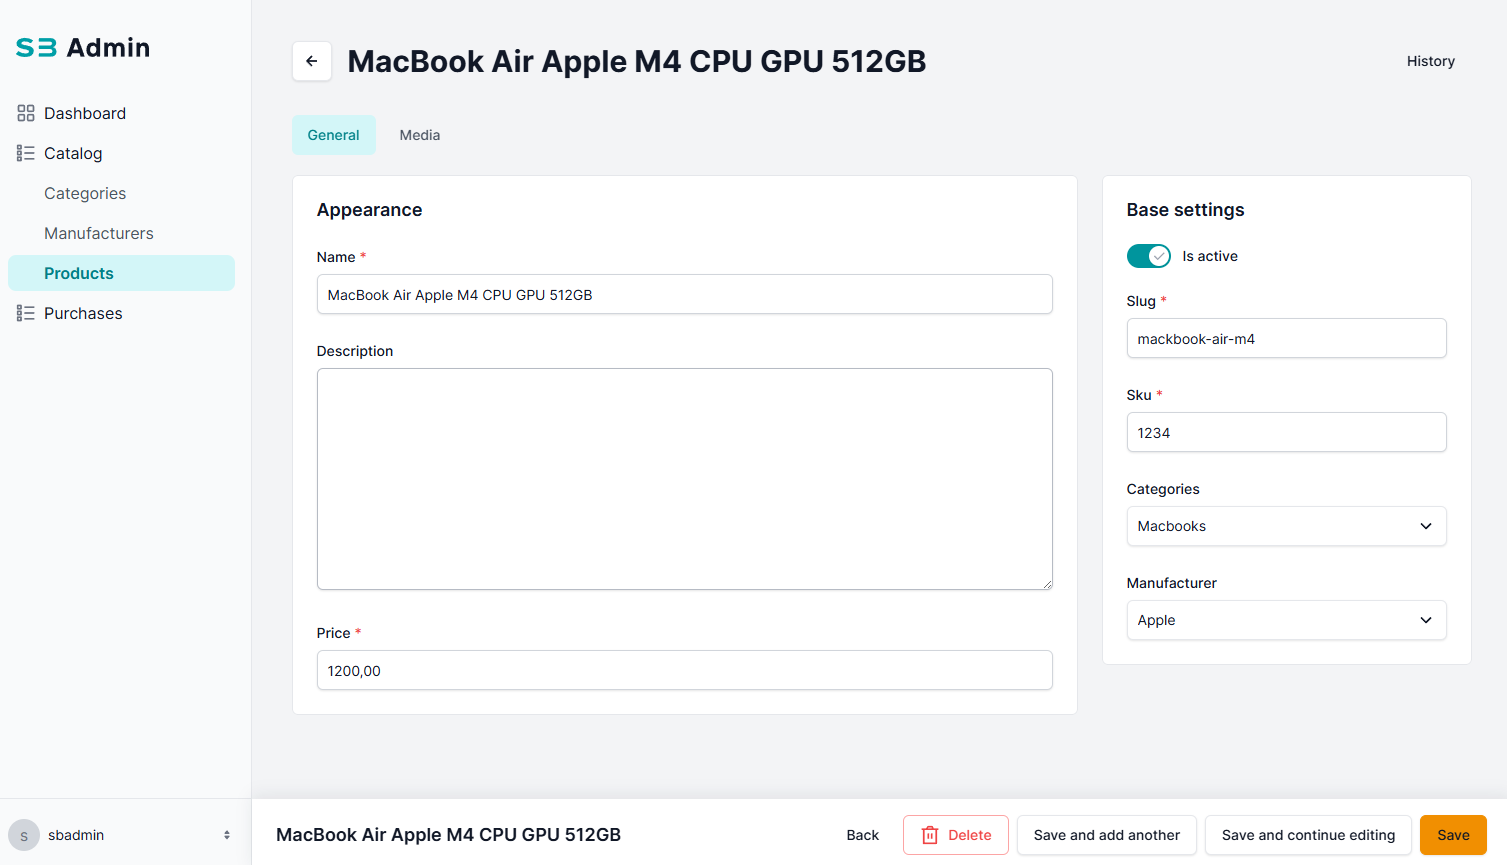 SB Admin
Dashboard
Catalog
Categories
Manufacturers
Products
Purchases
S
sbadmin
MacBook Air Apple M4 CPU GPU 512GB
History
General
Media
Appearance
Name *
MacBook Air Apple M4 CPU GPU 512GB
Description
Price *
1200,00
Base settings
Is active
Slug *
mackbook-air-m4
Sku *
1234
Categories
Macbooks
Manufacturer
Apple
MacBook Air Apple M4 CPU GPU 512GB
Back
Delete
Save and add another
Save and continue editing
Save